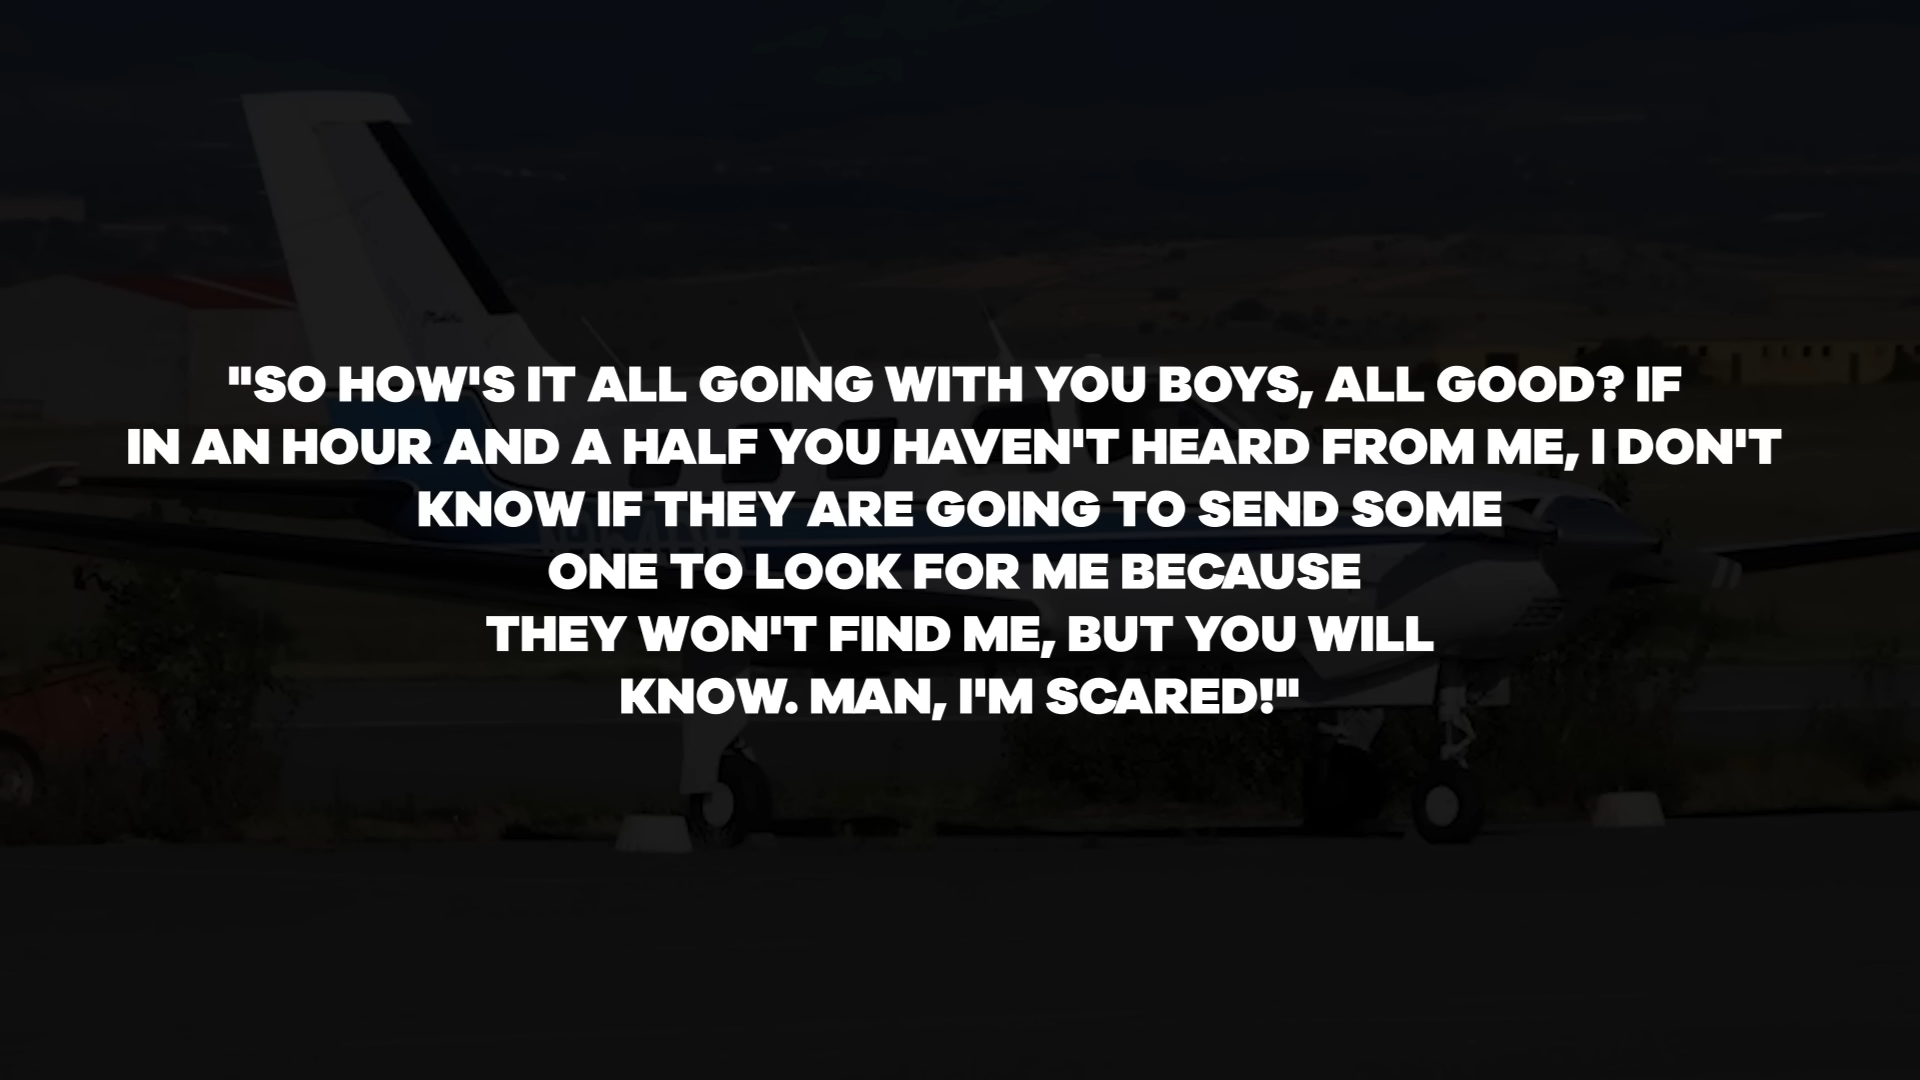 "SO HOW'S IT ALL GOING WITH YOU BOYS, ALL GOOD? IF
IN AN HOUR AND A HALF YOU HAVEN'T HEARD FROM ME, I DON'T
KNOW IF THEY ARE GOING TO SEND SOME
ONE TO LOOK FOR ME BECAUSE
THEY WON'T FIND ME, BUT YOU WILL
KNOW. MAN, I'M SCARED!"